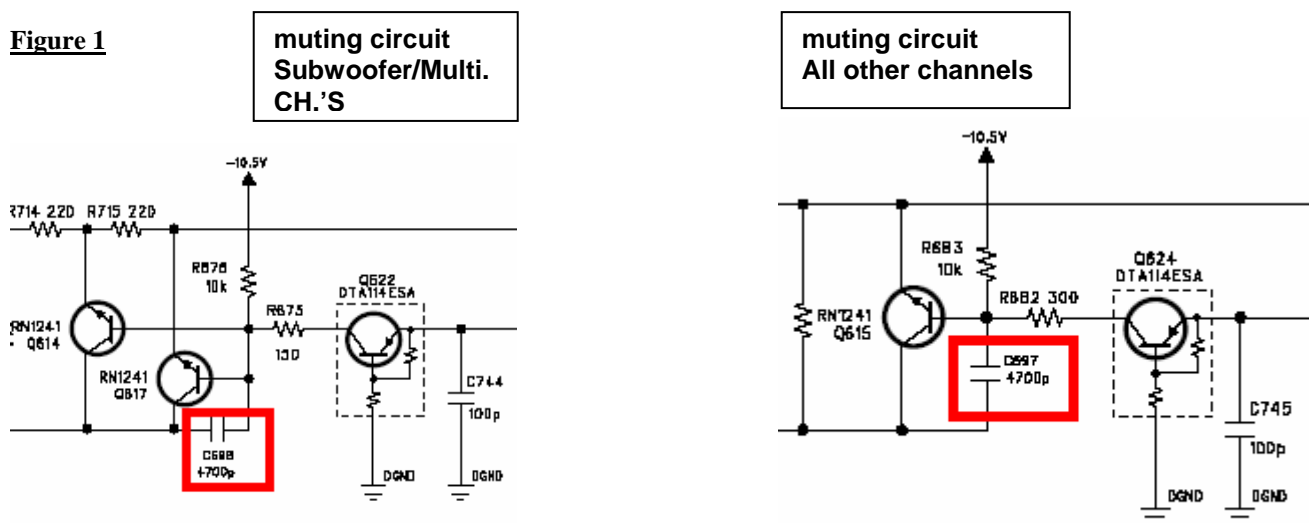 Figure 1
muting circuit
Subwoofer/Multi.
CH.'S
muting circuit
All other channels
-10.5V
R714 220 R715 220
R676
10k
Q622
DTA114ESA
R675
130
RN1241
Q614
RN1241
Q617
C744
100p
C698
4700p
DGND
DGND
-10.5V
R683
10k
Q624
DTA114ESA
R682 300
RN1241
Q615
C697
4700p
C745
100p
DGND
DGND